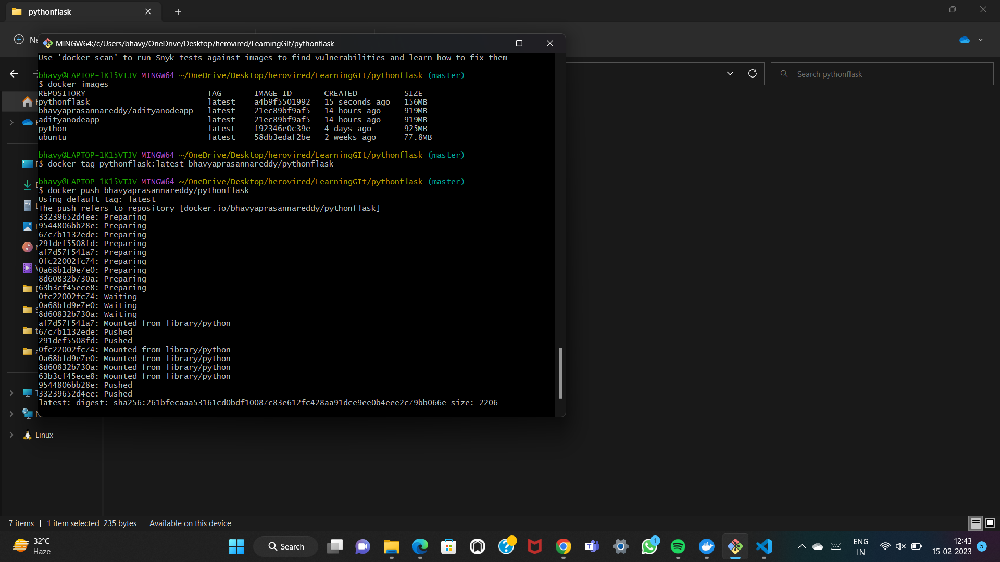 pythonflask
Ne
MINGW64:/c/Users/bhavy/OneDrive/Desktop/herovired/LearningGIt/pythonflask
Search pythonflask
Use 'docker scan' to run Snyk tests against images to find vulnerabilities and learn how to fix them
bhavy@LAPTOP-1K15VTJV MINGW64 ~/OneDrive/Desktop/herovired/LearningGIt/pythonflask (master)
$ docker images
REPOSITORY TAG IMAGE ID CREATED SIZE
pythonflask latest a4b9f5501992 15 seconds ago 156MB
bhavyaprasannareddy/adityanodeapp latest 21ec89bf9af5 14 hours ago 919MB
adityanodeapp latest 21ec89bf9af5 14 hours ago 919MB
python latest f92346e0c39e 4 days ago 925MB
ubuntu latest 58db3edaf2be 2 weeks ago 77.8MB
bhavy@LAPTOP-1K15VTJV MINGW64 ~/OneDrive/Desktop/herovired/LearningGIt/pythonflask (master)
$ docker tag pythonflask:latest bhavyaprasannareddy/pythonflask
bhavy@LAPTOP-1K15VTJV MINGW64 ~/OneDrive/Desktop/herovired/LearningGIt/pythonflask (master)
$ docker push bhavyaprasannareddy/pythonflask
Using default tag: latest
The push refers to repository [docker.io/bhavyaprasannareddy/pythonflask]
33239652d4ee: Preparing
9544806bb28e: Preparing
67c7b1132ede: Preparing
291def5508fd: Preparing
af7d57f541a7: Preparing
0fc22002fc74: Preparing
0a68b1d9e7e0: Preparing
8d60832b730a: Preparing
63b3cf45ece8: Preparing
0fc22002fc74: Waiting
0a68b1d9e7e0: Waiting
8d60832b730a: Waiting
af7d57f541a7: Mounted from library/python
67c7b1132ede: Pushed
291def5508fd: Pushed
0fc22002fc74: Mounted from library/python
0a68b1d9e7e0: Mounted from library/python
8d60832b730a: Mounted from library/python
63b3cf45ece8: Mounted from library/python
9544806bb28e: Pushed
33239652d4ee: Pushed
latest: digest: sha256:261bfecaaa53161cd0bdf10087c83e612fc428aa91dce9ee0b4eee2c79bb066e size: 2206
Linux
7 items 1 item selected 235 bytes Available on this device
32°C
Haze
Search
1
ENG
IN
12:43
15-02-2023
5